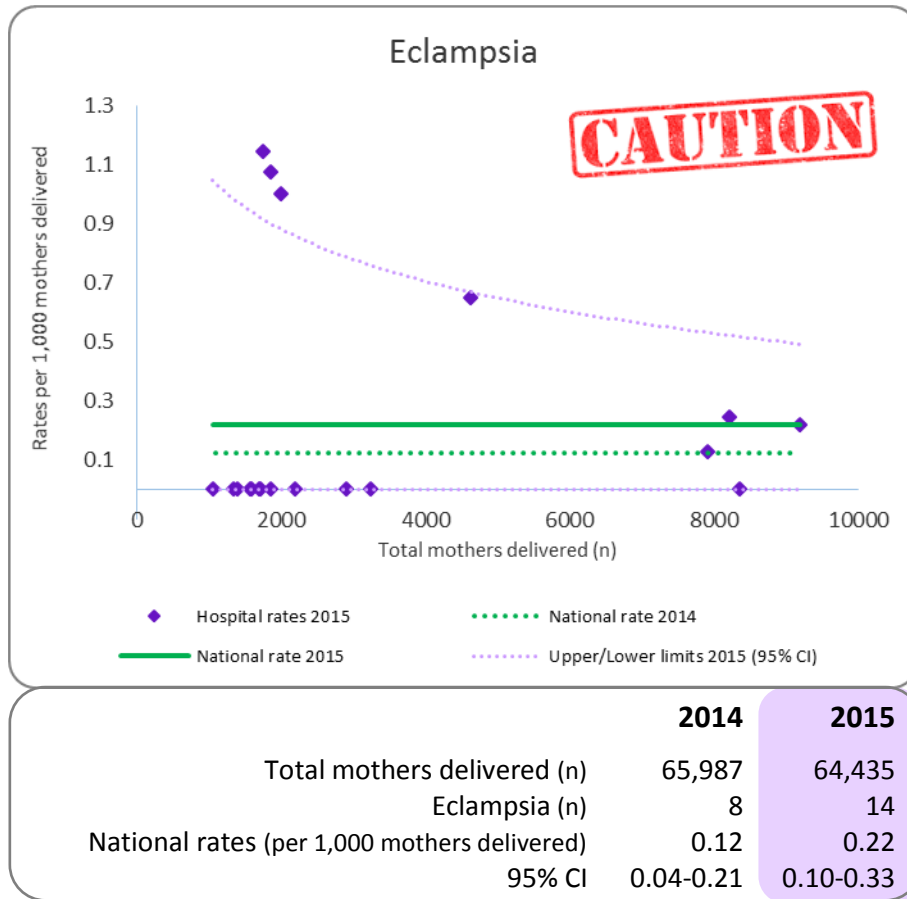 Eclampsia
CAUTION
Rates per 1,000 mothers delivered
1.3
1.1
0.9
0.7
0.5
0.3
0.1
0 2000 4000 6000 8000 10000
Total mothers delivered (n)
Hospital rates 2015 National rate 2014
National rate 2015 Upper/Lower limits 2015 (95% CI)
2014 2015
Total mothers delivered (n) 65,987 64,435
Eclampsia (n) 8 14
National rates (per 1,000 mothers delivered) 0.12 0.22
95% CI 0.04-0.21 0.10-0.33